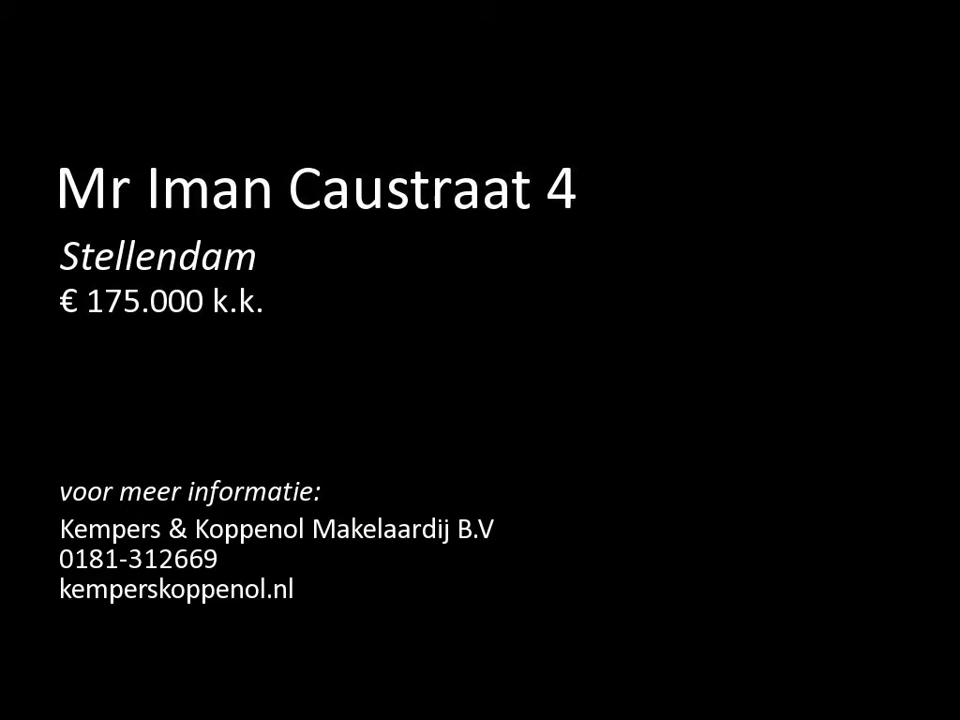 Mr Iman Caustraat 4
Stellendam
€ 175.000 k.k.
voor meer informatie:
Kempers & Koppenol Makelaardij B.V
0181-312669
kemperskoppenol.nl